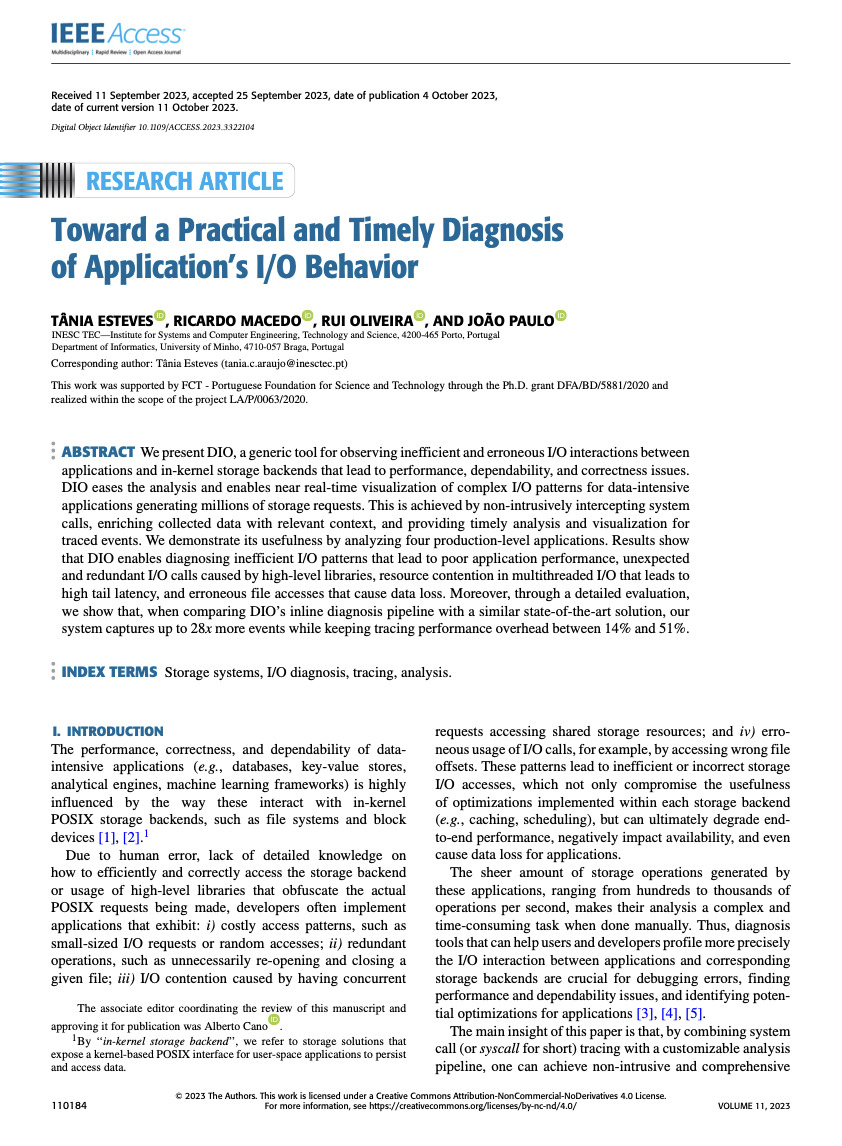 IEEE Access
Multidisciplinary | Rapid Review | Open Access Journal
Received 11 September 2023, accepted 25 September 2023, date of publication 4 October 2023,
date of current version 11 October 2023.
Digital Object Identifier 10.1109/ACCESS.2023.3322104
RESEARCH ARTICLE
Toward a Practical and Timely Diagnosis
of Application's I/O Behavior
TÂNIA ESTEVES, RICARDO MACEDO, RUI OLIVEIRA, AND JOÃO PAULO
INESC TEC—Institute for Systems and Computer Engineering, Technology and Science, 4200-465 Porto, Portugal
Department of Informatics, University of Minho, 4710-057 Braga, Portugal
Corresponding author: Tânia Esteves (tania.c.araujo@inesctec.pt)
This work was supported by FCT - Portuguese Foundation for Science and Technology through the Ph.D. grant DFA/BD/5881/2020 and
realized within the scope of the project LA/P/0063/2020.
ABSTRACT We present DIO, a generic tool for observing inefficient and erroneous I/O interactions between
applications and in-kernel storage backends that lead to performance, dependability, and correctness issues.
DIO eases the analysis and enables near real-time visualization of complex I/O patterns for data-intensive
applications generating millions of storage requests. This is achieved by non-intrusively intercepting system
calls, enriching collected data with relevant context, and providing timely analysis and visualization for
traced events. We demonstrate its usefulness by analyzing four production-level applications. Results show
that DIO enables diagnosing inefficient I/O patterns that lead to poor application performance, unexpected
and redundant I/O calls caused by high-level libraries, resource contention in multithreaded I/O that leads to
high tail latency, and erroneous file accesses that cause data loss. Moreover, through a detailed evaluation,
we show that, when comparing DIO's inline diagnosis pipeline with a similar state-of-the-art solution, our
system captures up to 28x more events while keeping tracing performance overhead between 14% and 51%.
INDEX TERMS Storage systems, I/O diagnosis, tracing, analysis.
I. INTRODUCTION
The performance, correctness, and dependability of data-
intensive applications (e.g., databases, key-value stores,
analytical engines, machine learning frameworks) is highly
influenced by the way these interact with in-kernel
POSIX storage backends, such as file systems and block
devices [1], [2].1
Due to human error, lack of detailed knowledge on
how to efficiently and correctly access the storage backend
or usage of high-level libraries that obfuscate the actual
POSIX requests being made, developers often implement
applications that exhibit: i) costly access patterns, such as
small-sized I/O requests or random accesses; ii) redundant
operations, such as unnecessarily re-opening and closing a
given file; iii) I/O contention caused by having concurrent
The associate editor coordinating the review of this manuscript and
approving it for publication was Alberto Cano.
1By "in-kernel storage backend", we refer to storage solutions that
expose a kernel-based POSIX interface for user-space applications to persist
and access data.
requests accessing shared storage resources; and iv) erro-
neous usage of I/O calls, for example, by accessing wrong file
offsets. These patterns lead to inefficient or incorrect storage
I/O accesses, which not only compromise the usefulness
of optimizations implemented within each storage backend
(e.g., caching, scheduling), but can ultimately degrade end-
to-end performance, negatively impact availability, and even
cause data loss for applications.
The sheer amount of storage operations generated by
these applications, ranging from hundreds to thousands of
operations per second, makes their analysis a complex and
time-consuming task when done manually. Thus, diagnosis
tools that can help users and developers profile more precisely
the I/O interaction between applications and corresponding
storage backends are crucial for debugging errors, finding
performance and dependability issues, and identifying poten-
tial optimizations for applications [3], [4], [5].
The main insight of this paper is that, by combining system
call (or syscall for short) tracing with a customizable analysis
pipeline, one can achieve non-intrusive and comprehensive
© 2023 The Authors. This work is licensed under a Creative Commons Attribution-NonCommercial-NoDerivatives 4.0 License.
110184
For more information, see https://creativecommons.org/licenses/by-nc-nd/4.0/
VOLUME 11, 2023